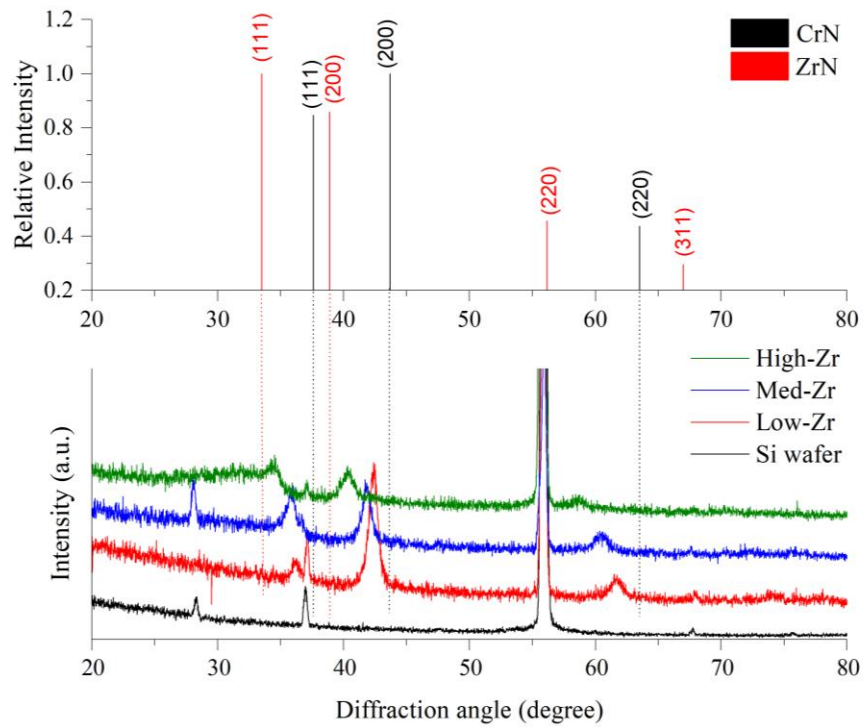 (111)
(111)
(200)
(200)
(220)
(220)
(311)
CrN
ZrN
Relative Intensity
1.2
1.0
0.8
0.6
0.4
0.2
20 30 40 50 60 70 80
High-Zr
Med-Zr
Low-Zr
Si wafer
Intensity (a.u.)
20 30 40 50 60 70 80
Diffraction angle (degree)